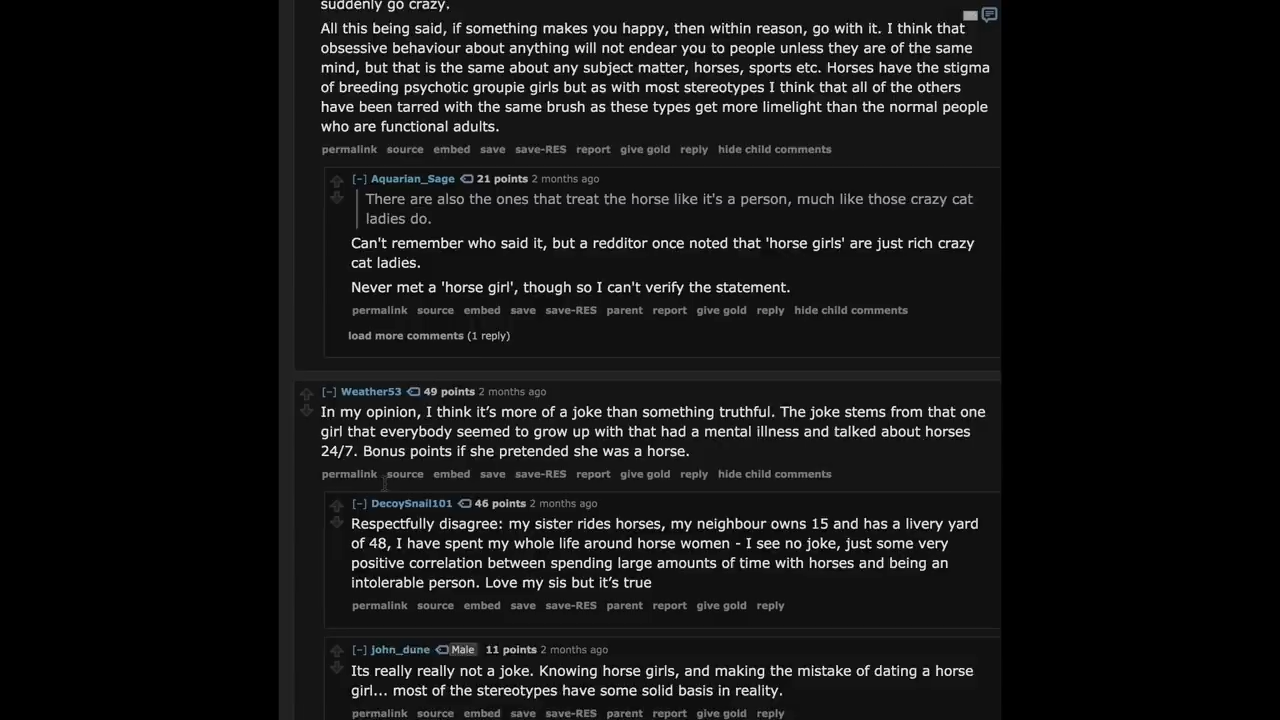 suddenly go crazy.
All this being said, if something makes you happy, then within reason, go with it. I think that
obsessive behaviour about anything will not endear you to people unless they are of the same
mind, but that is the same about any subject matter, horses, sports etc. Horses have the stigma
of breeding psychotic groupie girls but as with most stereotypes I think that all of the others
have been tarred with the same brush as these types get more limelight than the normal people
who are functional adults.
permalink source embed save save-RES report give gold reply hide child comments
[–] Aquarian_Sage 21 points 2 months ago
There are also the ones that treat the horse like it's a person, much like those crazy cat
ladies do.
Can't remember who said it, but a redditor once noted that 'horse girls' are just rich crazy
cat ladies.
Never met a 'horse girl', though so I can't verify the statement.
permalink source embed save save-RES parent report give gold reply hide child comments
load more comments (1 reply)
[–] Weather53 49 points 2 months ago
In my opinion, I think it’s more of a joke than something truthful. The joke stems from that one
girl that everybody seemed to grow up with that had a mental illness and talked about horses
24/7. Bonus points if she pretended she was a horse.
permalink source embed save save-RES report give gold reply hide child comments
[–] DecoySnail101 46 points 2 months ago
Respectfully disagree: my sister rides horses, my neighbour owns 15 and has a livery yard
of 48, I have spent my whole life around horse women - I see no joke, just some very
positive correlation between spending large amounts of time with horses and being an
intolerable person. Love my sis but it’s true
permalink source embed save save-RES parent report give gold reply
[–] john_dune Male 11 points 2 months ago
Its really really not a joke. Knowing horse girls, and making the mistake of dating a horse
girl... most of the stereotypes have some solid basis in reality.
permalink source embed save save-RES parent report give gold reply